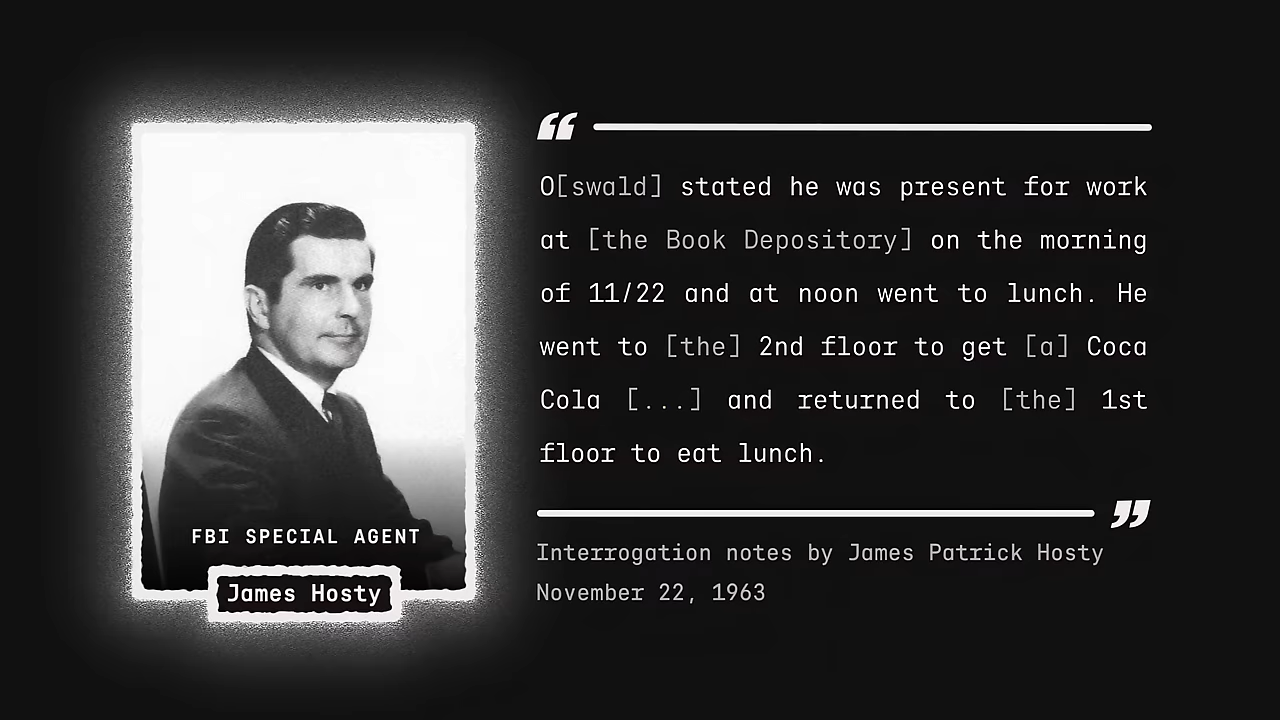 FBI SPECIAL AGENT
James Hosty
“
O[swald] stated he was present for work
at [the Book Depository] on the morning
of 11/22 and at noon went to lunch. He
went to [the] 2nd floor to get [a] Coca
Cola [...] and returned to [the] 1st
floor to eat lunch.
”
Interrogation notes by James Patrick Hosty
November 22, 1963